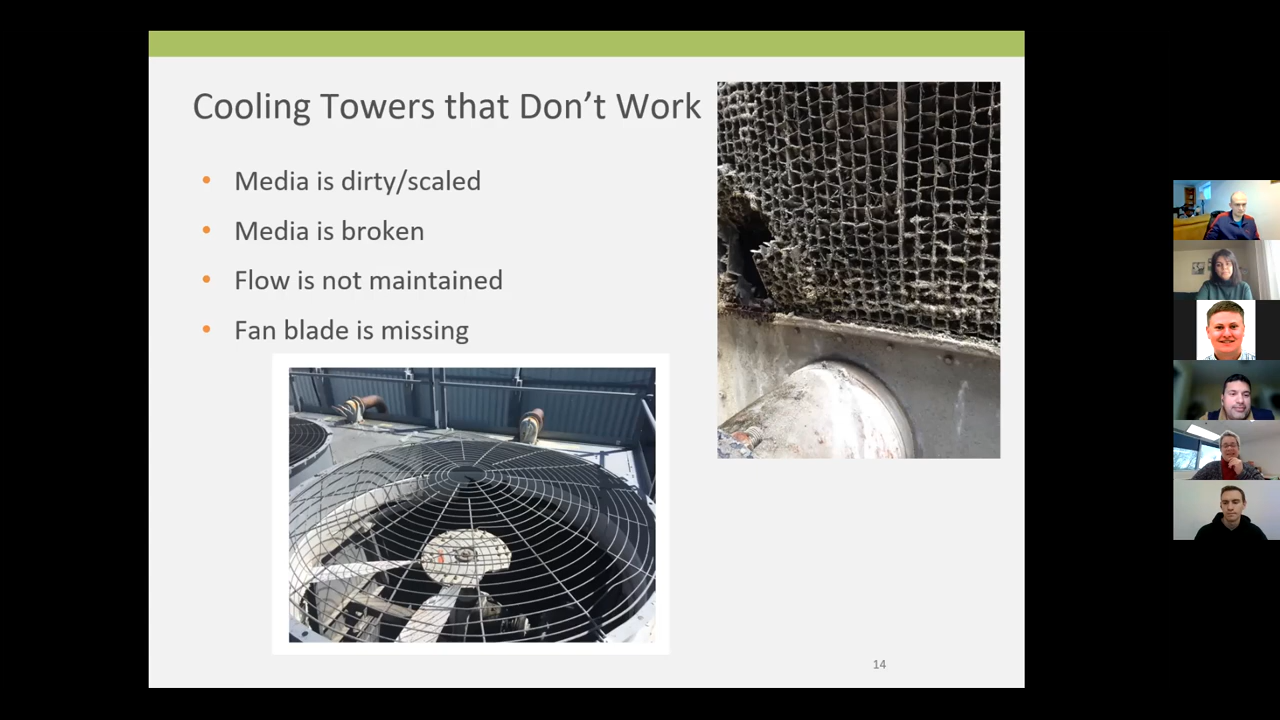 Cooling Towers that Don’t Work
• Media is dirty/scaled
• Media is broken
• Flow is not maintained
• Fan blade is missing
14